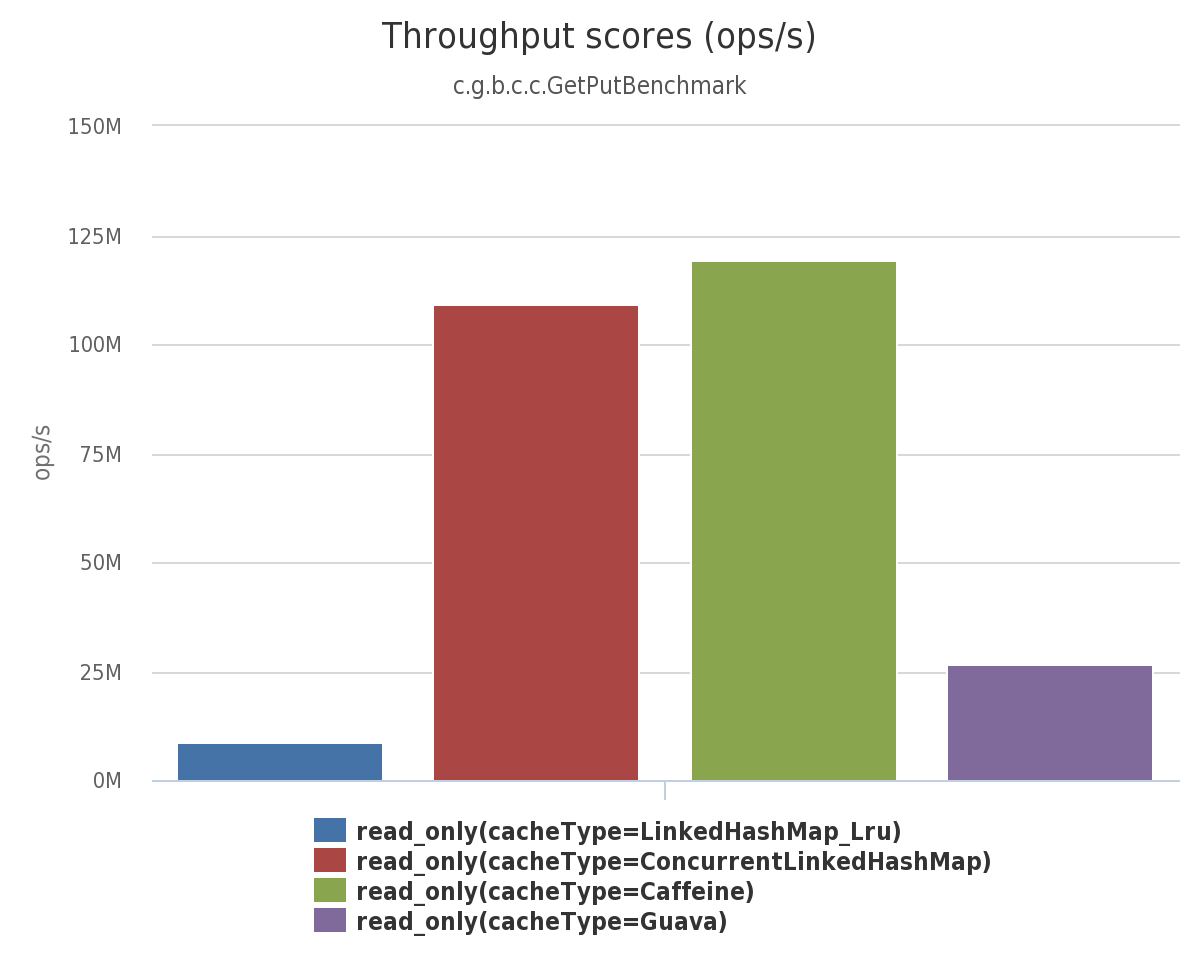 Throughput scores (ops/s)
c.g.b.c.c.GetPutBenchmark
150M
125M
100M
75M
50M
25M
0M
ops/s
read_only(cacheType=LinkedHashMap_Lru)
read_only(cacheType=ConcurrentLinkedHashMap)
read_only(cacheType=Caffeine)
read_only(cacheType=Guava)